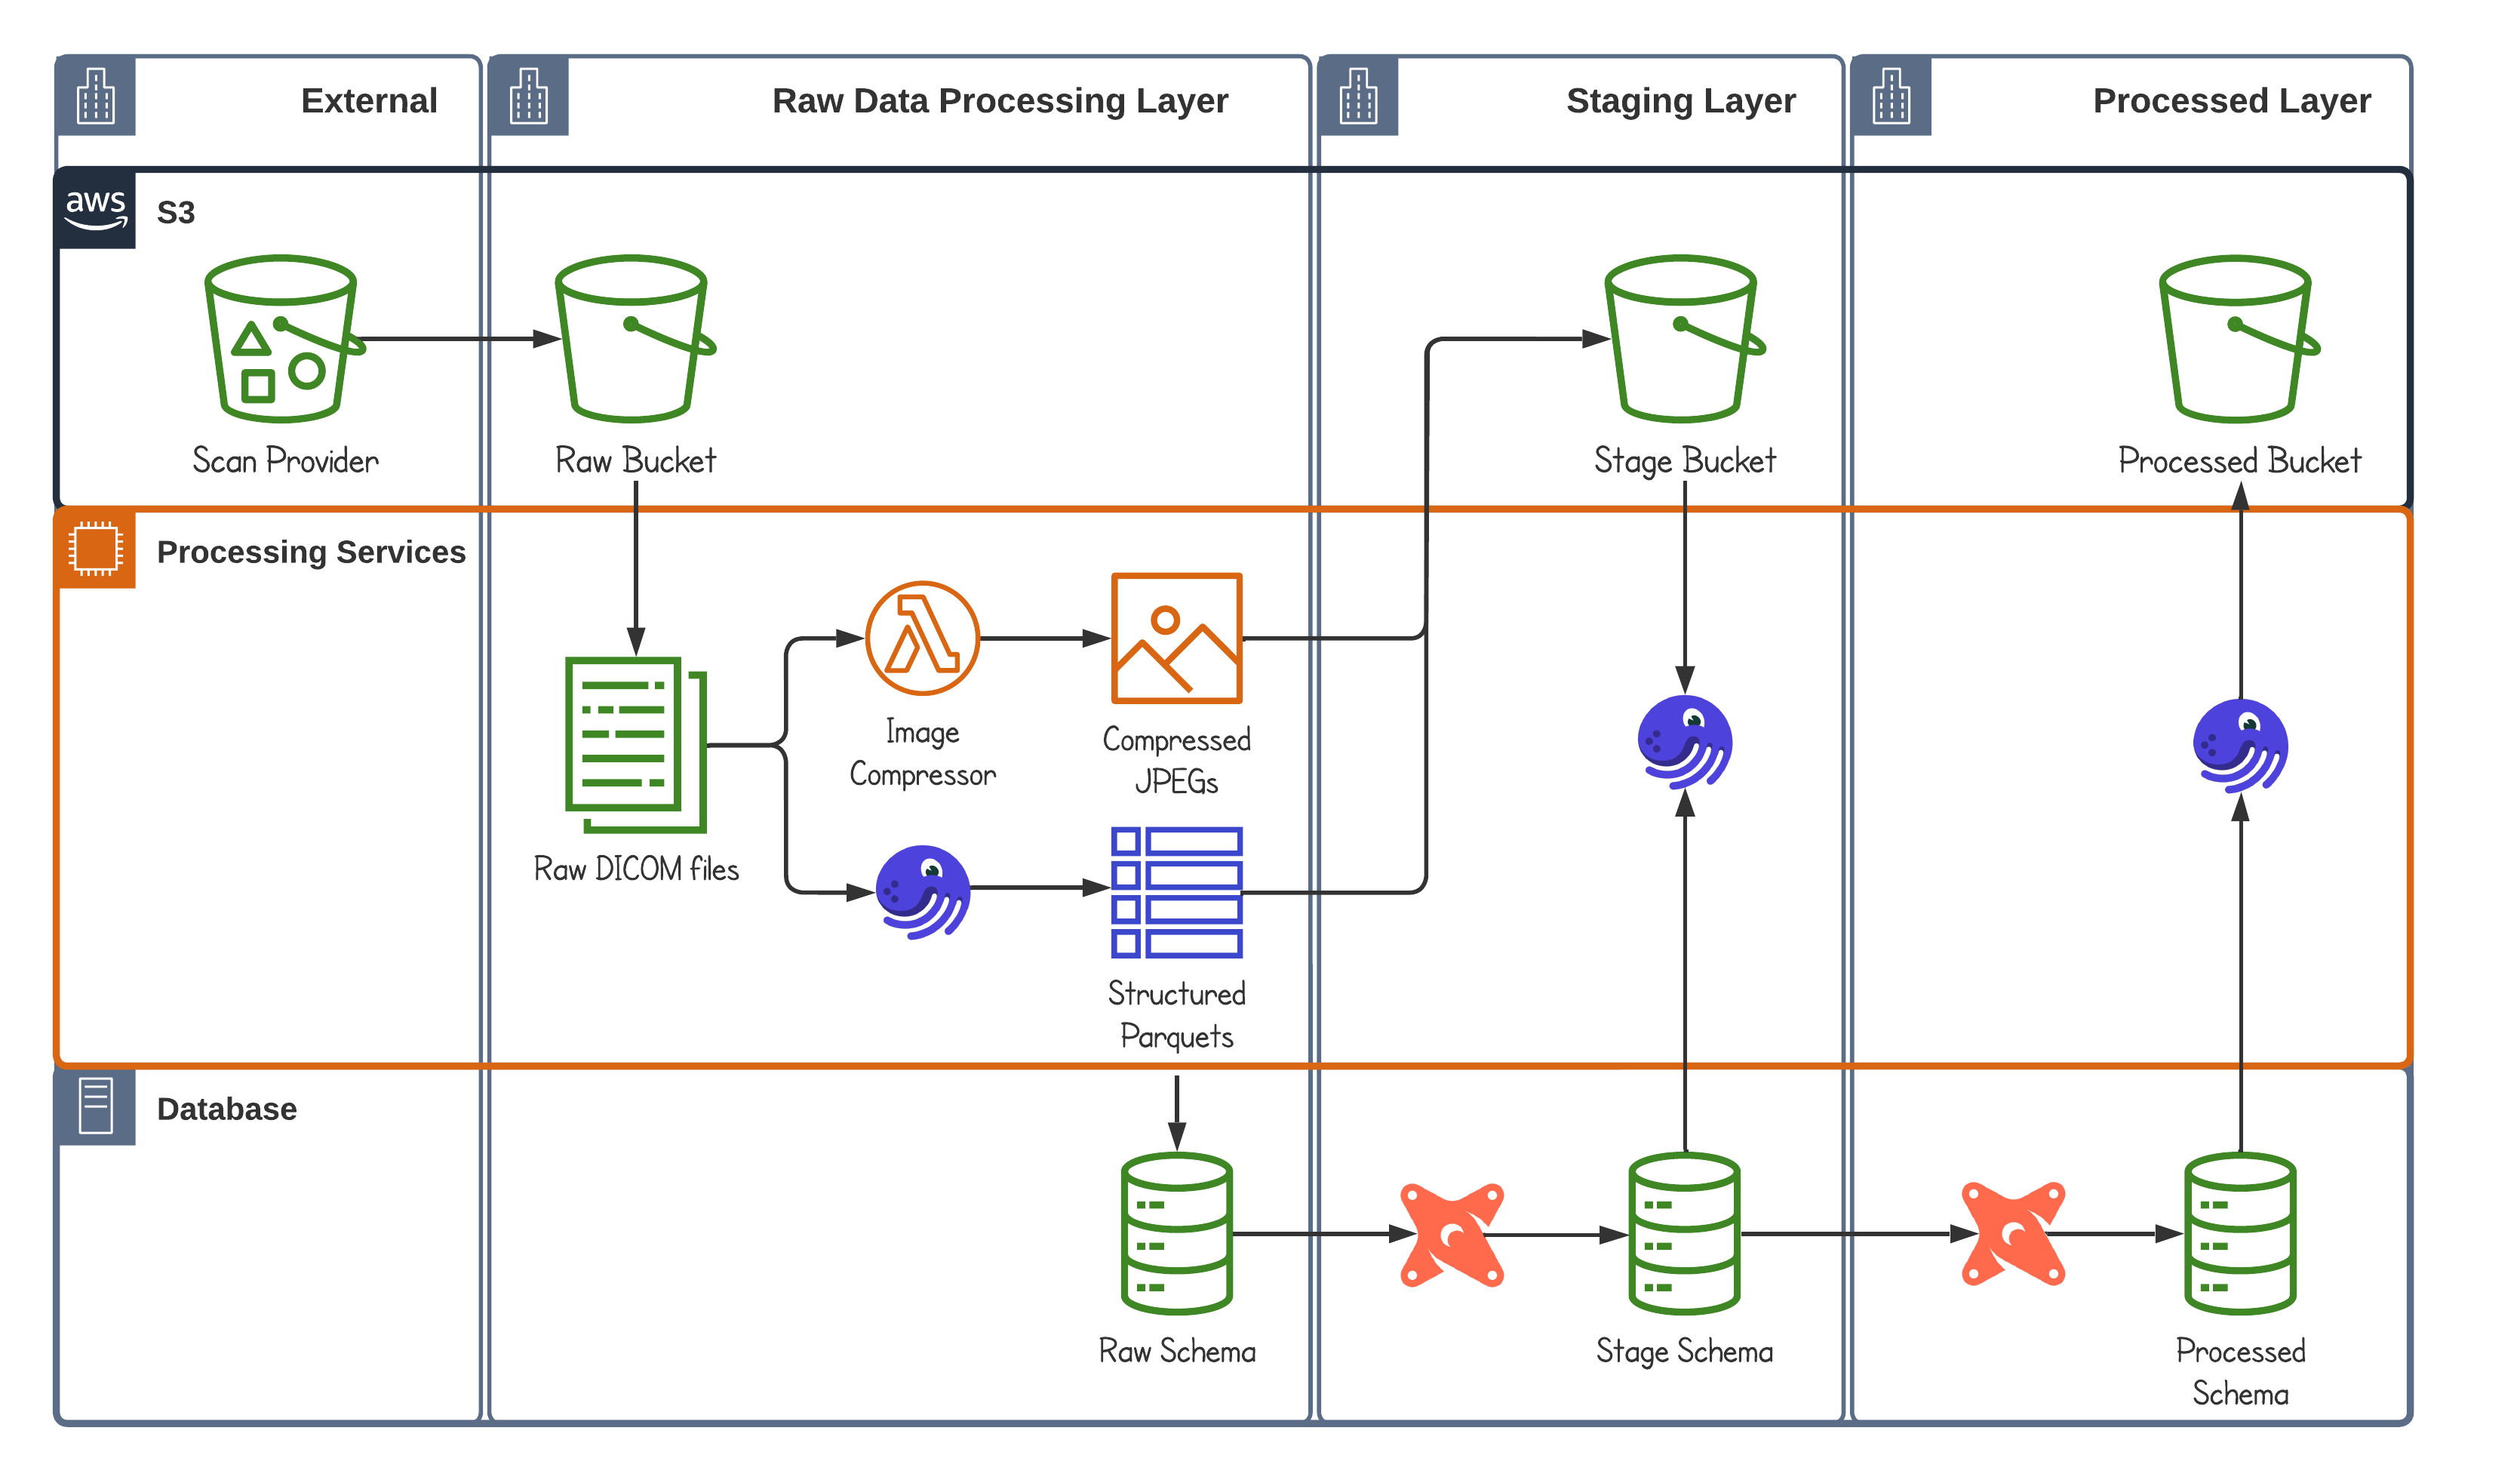 External
Raw Data Processing Layer
Staging Layer
Processed Layer
aws
S3
Scan Provider
Raw Bucket
Stage Bucket
Processed Bucket
Processing Services
Image
Compressor
Compressed
JPEGs
Raw DICOM files
Structured
Parquets
Database
Raw Schema
Stage Schema
Processed
Schema